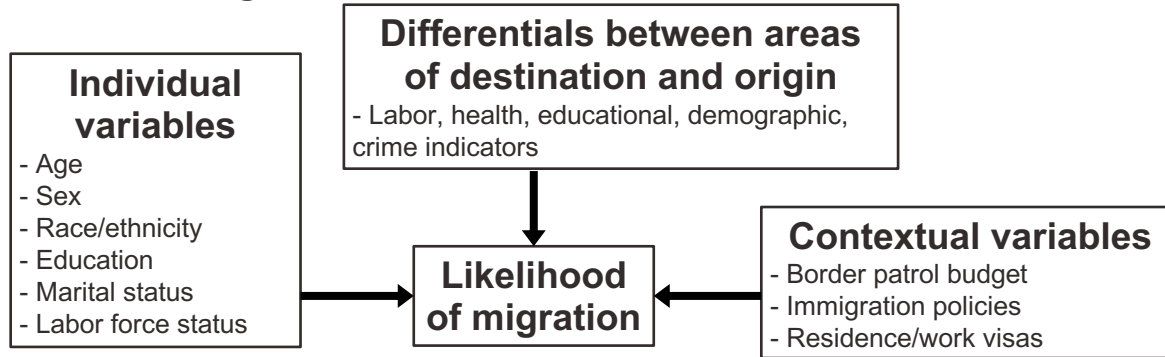 Differentials between areas
of destination and origin
- Labor, health, educational, demographic,
crime indicators
Individual
variables
- Age
- Sex
- Race/ethnicity
- Education
- Marital status
- Labor force status
Likelihood
of migration
Contextual variables
- Border patrol budget
- Immigration policies
- Residence/work visas